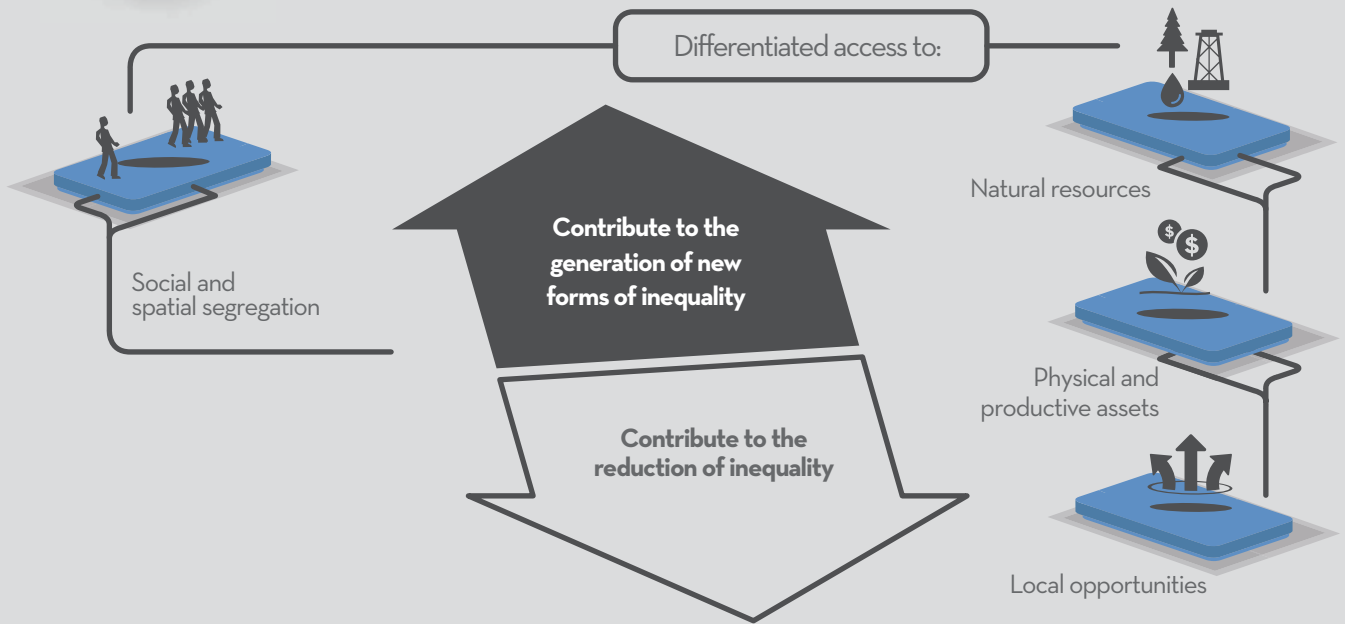 Differentiated access to:
Social and
spatial segregation
Contribute to the
generation of new
forms of inequality
Contribute to the
reduction of inequality
Natural resources
$
$
Physical and
productive assets
Local opportunities